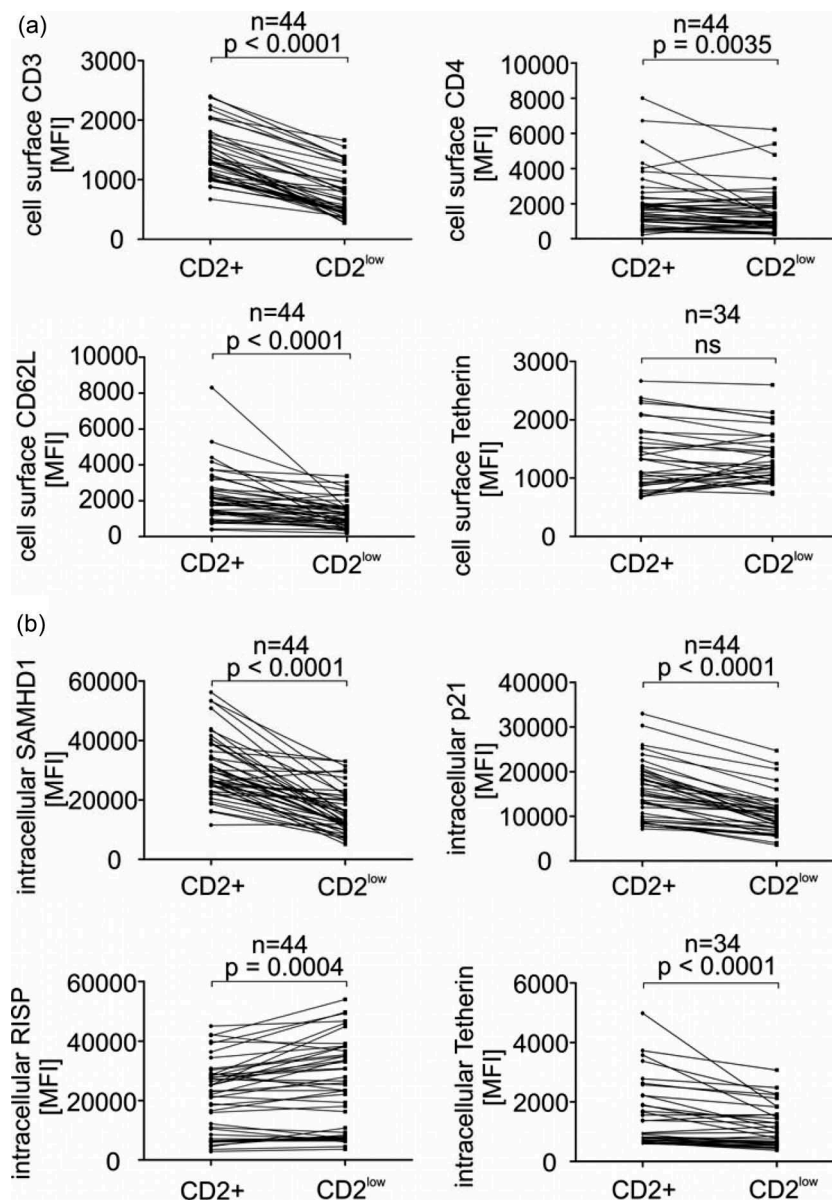 (a)
n=44
p < 0.0001
cell surface CD3
[MFI]
3000
2000
1000
0
CD2+ CD2low
n=44
p = 0.0035
cell surface CD4
[MFI]
10000
8000
6000
4000
2000
0
CD2+ CD2low
n=44
p < 0.0001
cell surface CD62L
[MFI]
10000
8000
6000
4000
2000
0
CD2+ CD2low
n=34
ns
cell surface Tetherin
[MFI]
3000
2000
1000
0
CD2+ CD2low
(b)
n=44
p < 0.0001
intracellular SAMHD1
[MFI]
60000
40000
20000
0
CD2+ CD2low
n=44
p < 0.0001
intracellular p21
[MFI]
40000
30000
20000
10000
0
CD2+ CD2low
n=44
p = 0.0004
intracellular RISP
[MFI]
60000
40000
20000
0
CD2+ CD2low
n=34
p < 0.0001
intracellular Tetherin
[MFI]
6000
4000
2000
0
CD2+ CD2low